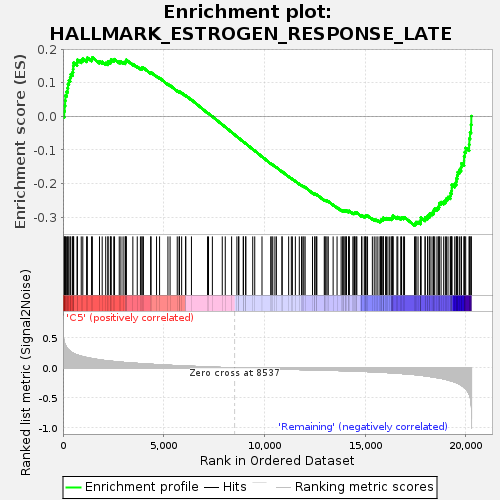 Enrichment plot:
HALLMARK_ESTROGEN_RESPONSE_LATE
Enrichment score (ES)
0.2
0.1
0.0
-0.1
-0.2
-0.3
'C5' (positively correlated)
Ranked list metric (Signal2Noise)
0.5
0.0
-0.5
-1.0
Zero cross at 8537
'Remaining' (negatively correlated)
0 5,000 10,000 15,000 20,000
Rank in Ordered Dataset
Enrichment profile Hits Ranking metric scores